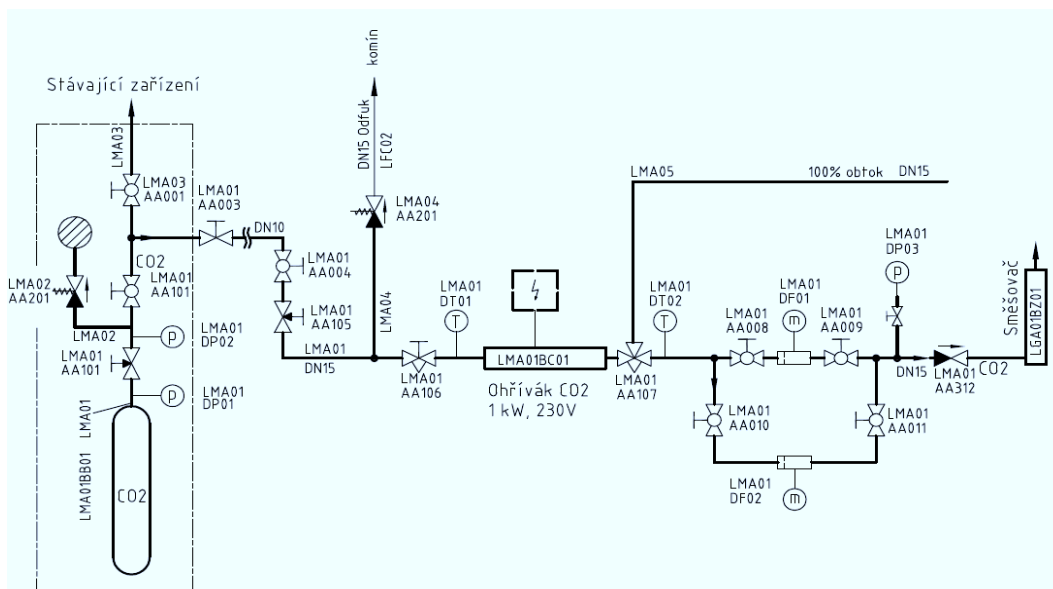 komín
Stávající zařízení
DN15 Odfuk
LFC02
LMA03
LMA03
AA001
LMA01
AA003
DN10
LMA04
AA201
LMA05
100% obtok
DN15
LMA01
DP03
P
CO2
LMA01
AA101
LMA02
AA201
LMA02
LMA01
AA004
LMA01
AA105
LMA04
LMA01
DN15
LMA01
DT01
T
LMA01
AA106
LMA01BC01
Ohřívák CO2
1 kW, 230V
LMA01
AA107
LMA01
DT02
T
LMA01
DF01
m
LMA01
AA008
LMA01
AA009
DN15
LMA01
AA312
CO2
Směšovač
LGA01BZ01
P
LMA01
DP02
LMA01
AA101
P
LMA01
DP01
LMA01
LMA01BB01
CO2
LMA01
AA010
LMA01
AA011
LMA01
DF02
m